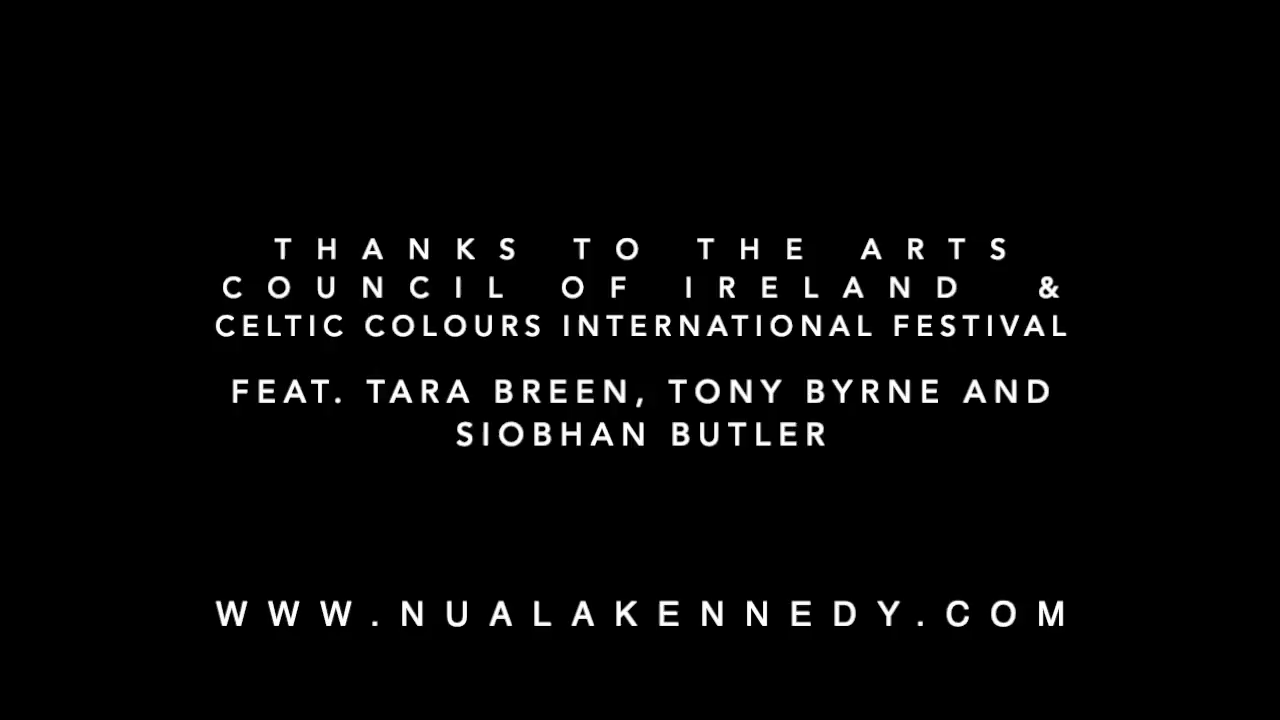 THANKS TO THE ARTS
COUNCIL OF IRELAND &
CELTIC COLOURS INTERNATIONAL FESTIVAL
FEAT. TARA BREEN, TONY BYRNE AND
SIOBHAN BUTLER
WWW.NUALAKENNEDY.COM